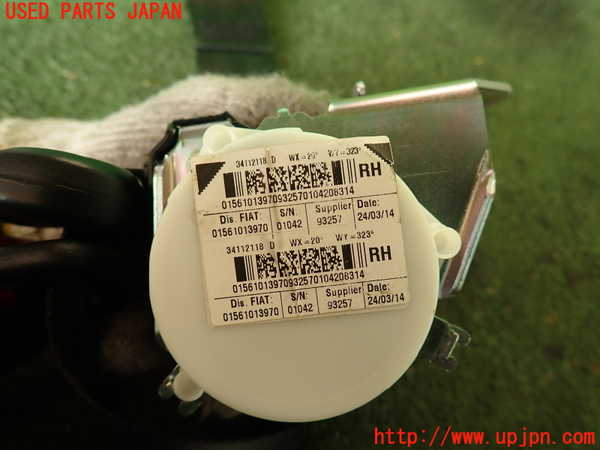 USED PARTS JAPAN
34112118 D WX=20° WY=323°
RH
01561013970932570104208314
Dis. FIAT: S/N: Supplier Date:
01561013970 01042 93257 24/03/14
34112118 D WX=20° WY=323°
RH
01561013970932570104208314
Dis. FIAT: S/N: Supplier Date:
01561013970 01042 93257 24/03/14
http://www.upjpn.com/